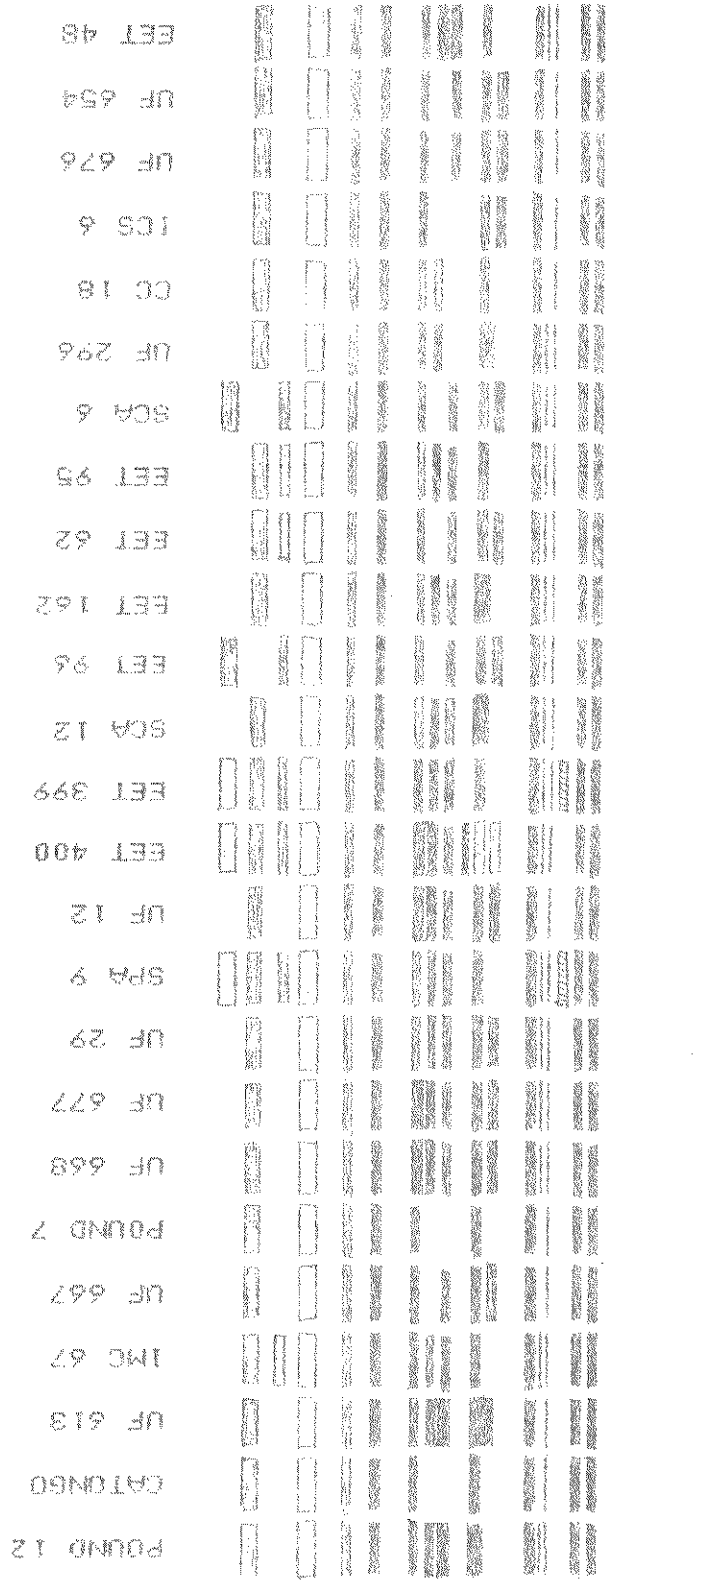 POUND 12
CATONGO
UF 613
IMC 67
UF 667
POUND 7
UF 668
UF 677
UF 29
SPA 9
UF 12
EET 400
EET 399
SCA 12
EET 96
EET 162
EET 62
EET 95
SCA 6
UF 296
CC 18
ICS 6
UF 676
UF 654
EET 48